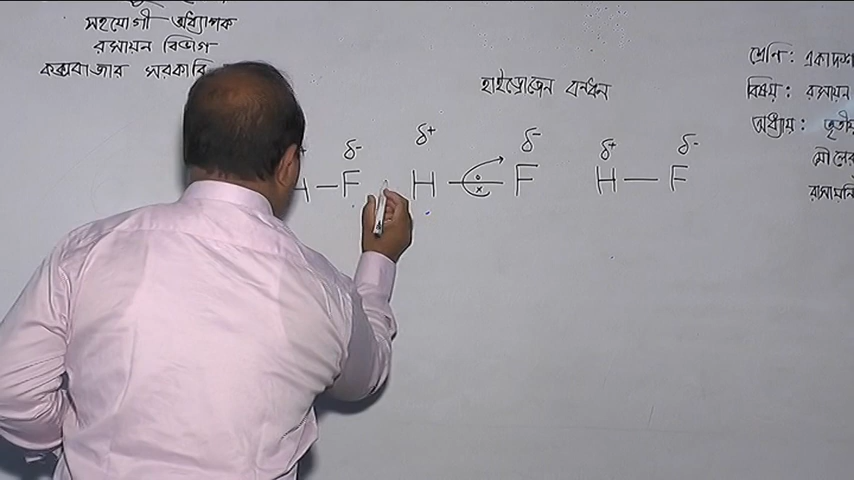 সহযোগী অধ্যাপক
রসায়ন বিভাগ
কক্সবাজার সরকারি
হাইড্রোজেন বন্ধন
শ্রেণি : একাদশ
বিষয় : রসায়ন
অধ্যায় : তৃতীয়
মৌলের
δ- δ+ δ- δ+ δ-
H — F H — F H — F